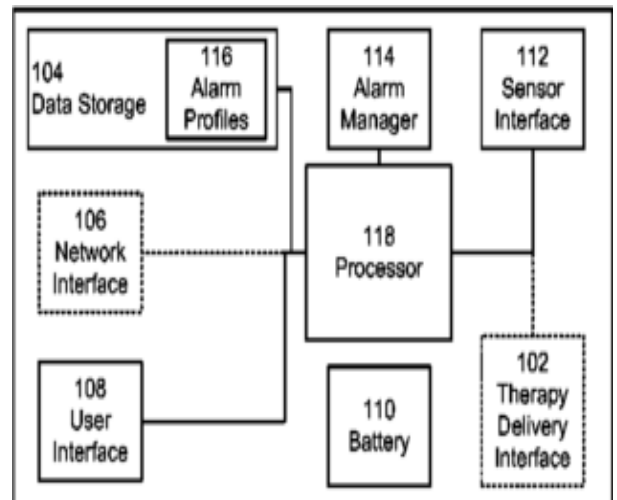 104
Data Storage
116
Alarm
Profiles
114
Alarm
Manager
112
Sensor
Interface
106
Network
Interface
118
Processor
108
User
Interface
110
Battery
102
Therapy
Delivery
Interface